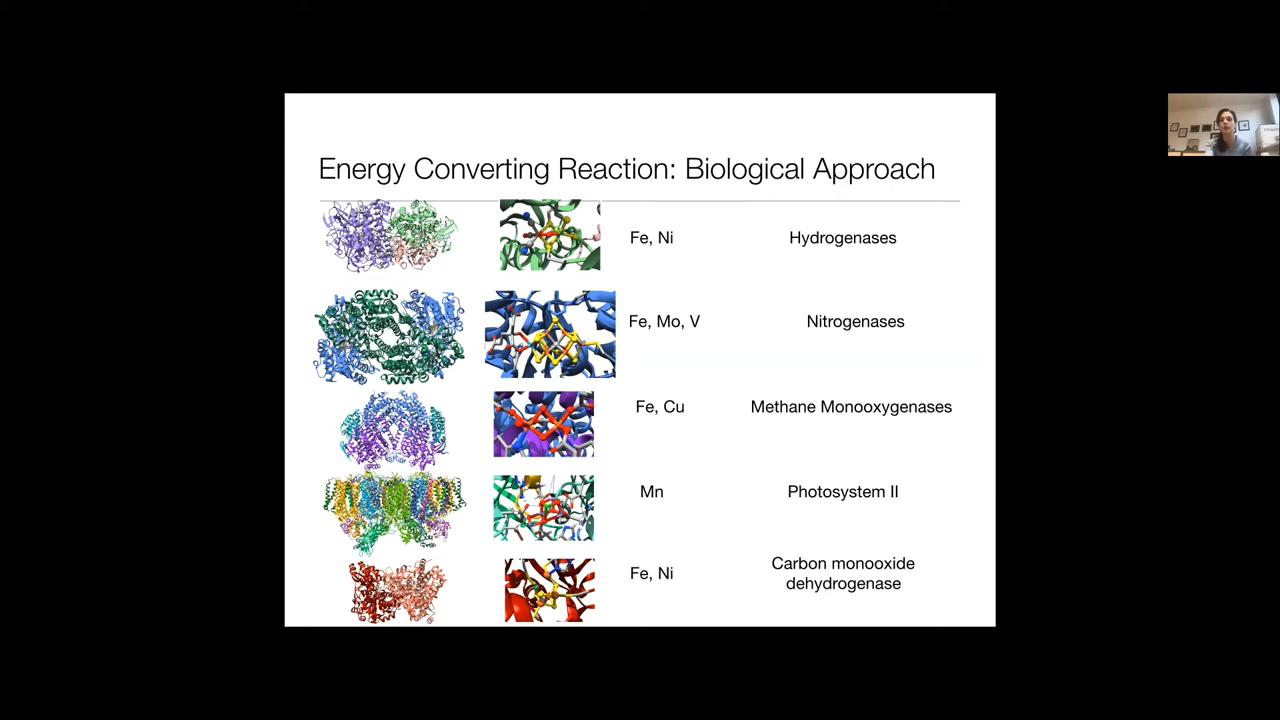 Energy Converting Reaction: Biological Approach
Fe, Ni
Hydrogenases
Fe, Mo, V
Nitrogenases
Fe, Cu
Methane Monooxygenases
Mn
Photosystem II
Fe, Ni
Carbon monooxide
dehydrogenase